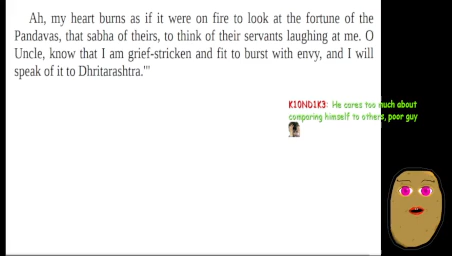 Ah, my heart burns as if it were on fire to look at the fortune of the
Pandavas, that sabha of theirs, to think of their servants laughing at me. O
Uncle, know that I am grief-stricken and fit to burst with envy, and I will
speak of it to Dhritarashtra.'"
K10ND1K3: He cares too much about
comparing himself to others, poor guy